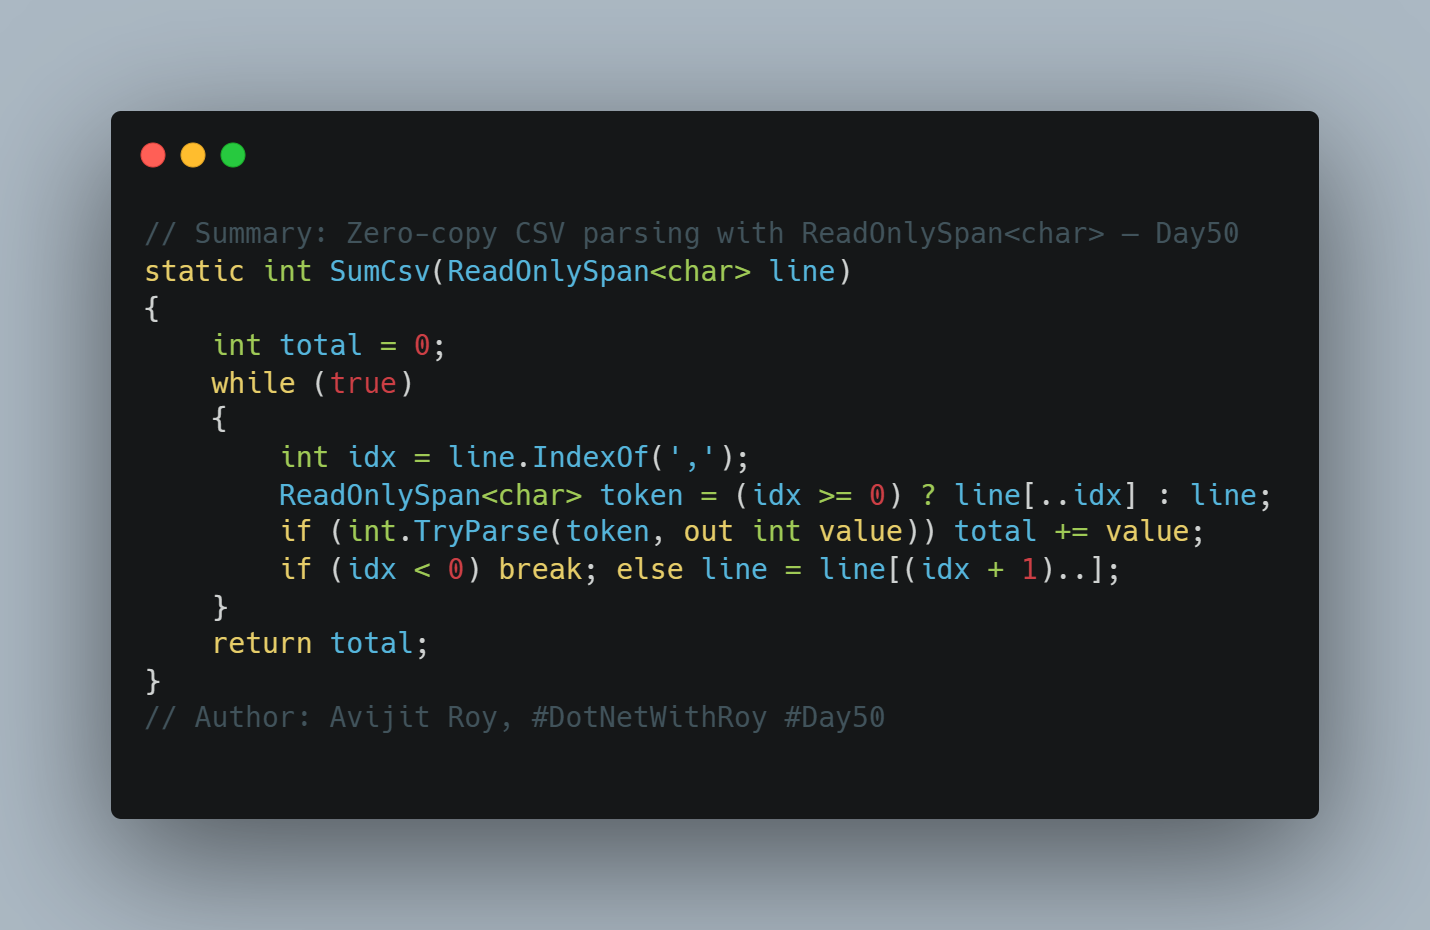 // Summary: Zero-copy CSV parsing with ReadOnlySpan<char> — Day50
static int SumCsv(ReadOnlySpan<char> line)
{
    int total = 0;
    while (true)
    {
        int idx = line.IndexOf(',');
        ReadOnlySpan<char> token = (idx >= 0) ? line[..idx] : line;
        if (int.TryParse(token, out int value)) total += value;
        if (idx < 0) break; else line = line[(idx + 1)..];
    }
    return total;
}
// Author: Avijit Roy, #DotNetWithRoy #Day50